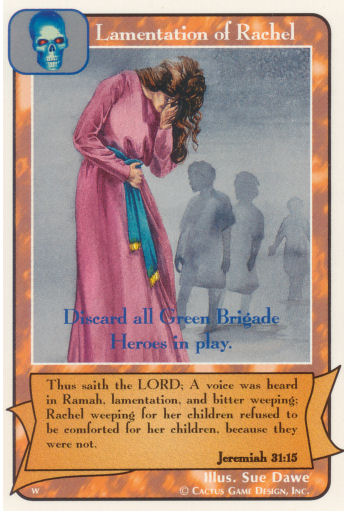 Lamentation of Rachel
Discard all Green Brigade
Heroes in play.
Thus saith the LORD; A voice was heard
in Ramah, lamentation, and bitter weeping;
Rachel weeping for her children refused to
be comforted for her children, because they
were not.
Jeremiah 31:15
Illus. Sue Dawe
W
© CACTUS GAME DESIGN, INC.